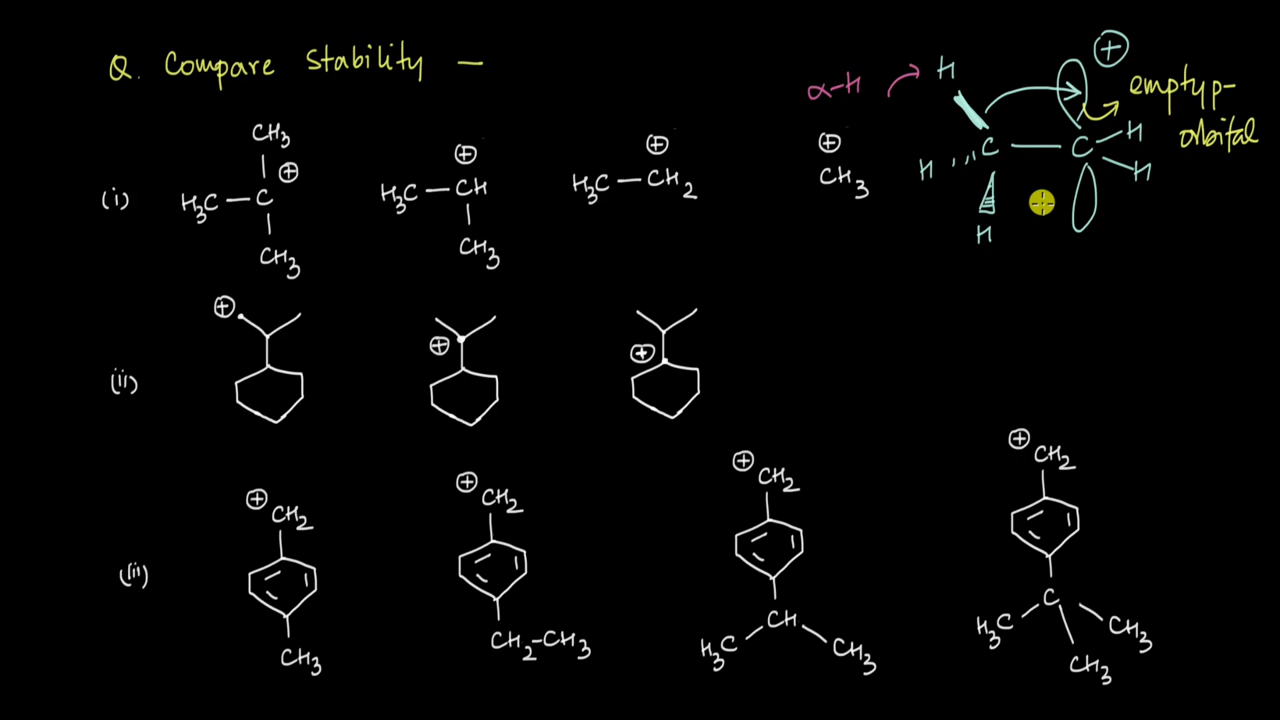 Q. Compare Stability —
α-H
H
⊕
empty p-
orbital
H
C
C
H
H
H
(i)
CH3
H3C — C ⊕
CH3
⊕
H3C — CH
CH3
⊕
H3C — CH2
⊕
CH3
(ii)
⊕
⊕
⊕
(iii)
⊕ CH2
CH3
⊕ CH2
CH2-CH3
⊕ CH2
CH
H3C
CH3
⊕ CH2
C
H3C
CH3
CH3